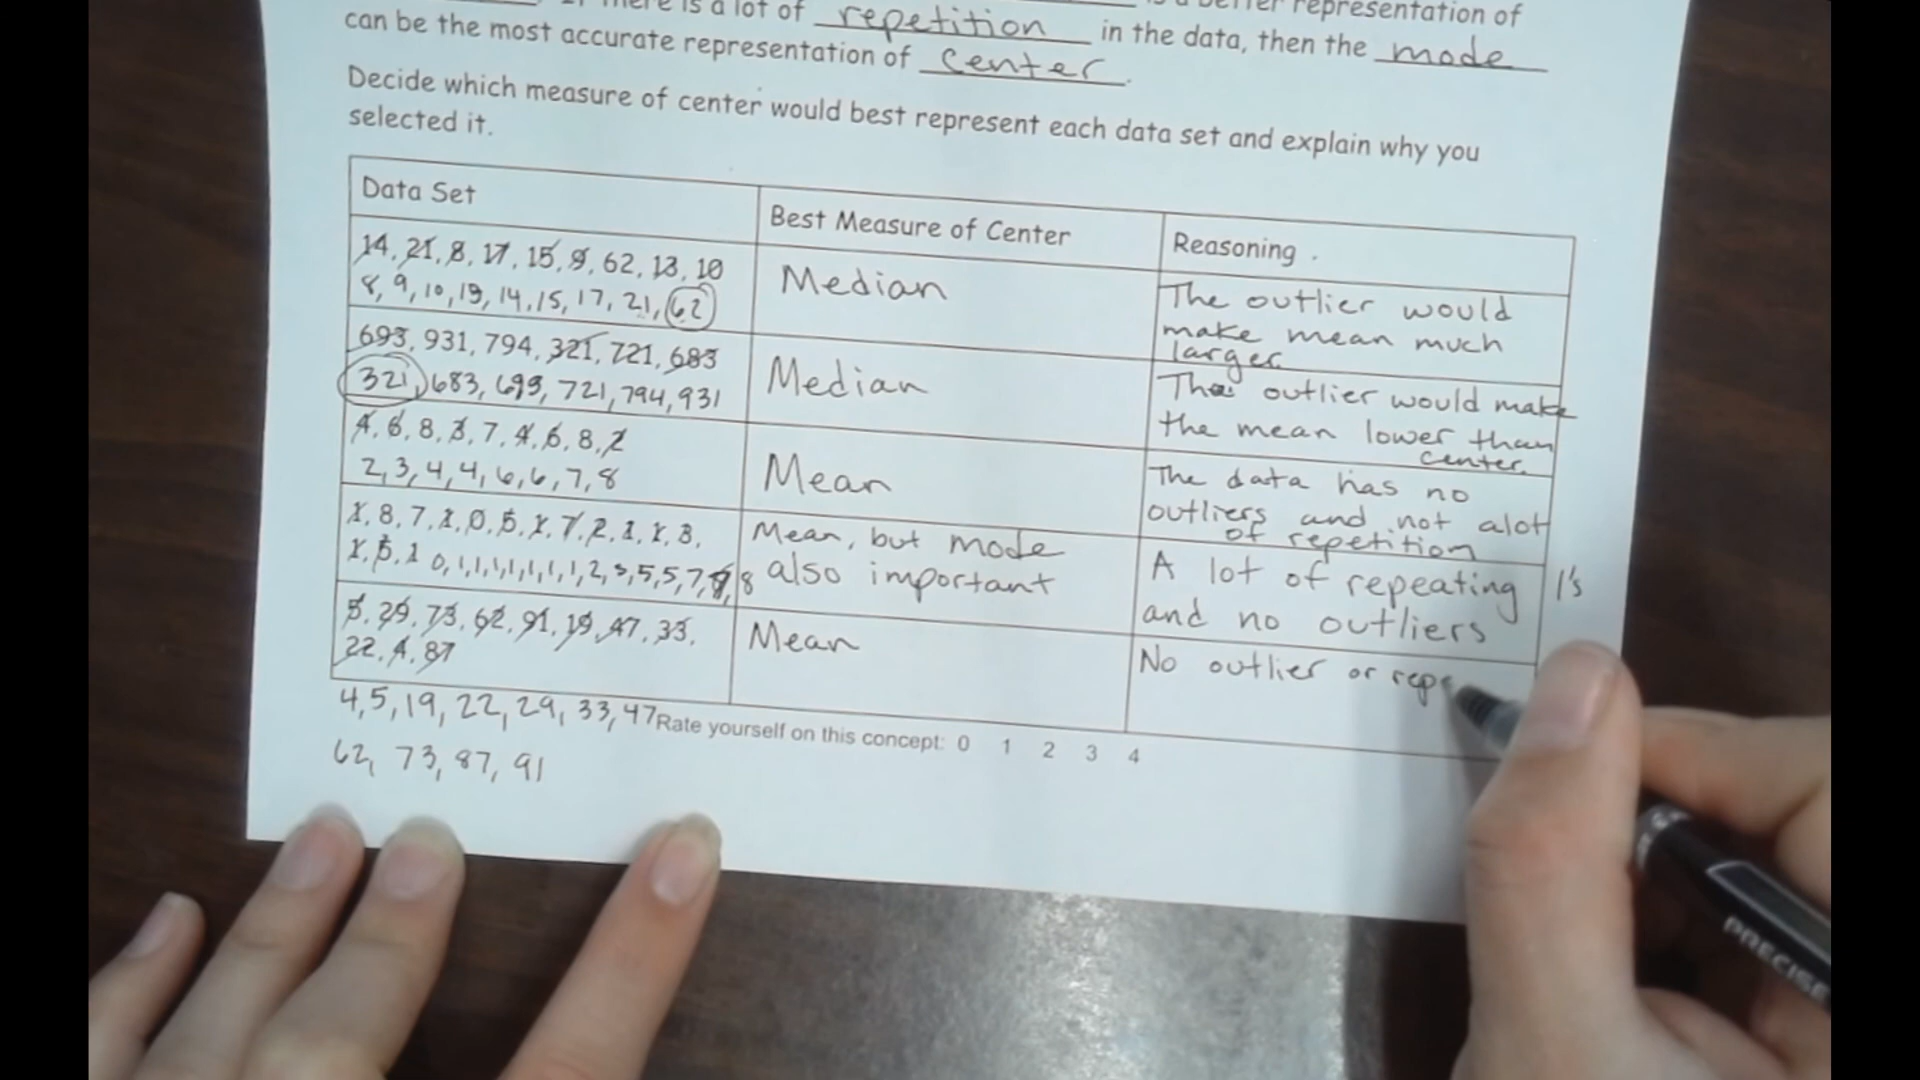 is a lot of repetition in the data, then the mode
can be the most accurate representation of center.
Decide which measure of center would best represent each data set and explain why you
selected it.
Data Set
Best Measure of Center
Reasoning
14, 21, 8, 17, 15, 9, 62, 13, 10
8, 9, 10, 13, 14, 15, 17, 21, 62
Median
The outlier would
make mean much
larger.
693, 931, 794, 321, 721, 683
321, 683, 693, 721, 794, 931
Median
The outlier would make
the mean lower than
center.
4, 6, 8, 3, 7, 4, 6, 8, 2
2, 3, 4, 4, 6, 6, 7, 8
Mean
The data has no
outliers and not alot
of repetition
1, 8, 7, 1, 0, 5, 1, 7, 2, 1, 1, 3,
1, 5, 1
0, 1, 1, 1, 1, 1, 1, 1, 2, 3, 5, 5, 7, 8
Mean, but mode
also important
A lot of repeating 1's
and no outliers
5, 29, 73, 62, 91, 19, 47, 33,
22, 4, 87
Mean
No outlier or repe
4, 5, 19, 22, 29, 33, 47
62, 73, 87, 91
Rate yourself on this concept: 0 1 2 3 4
PRECISE